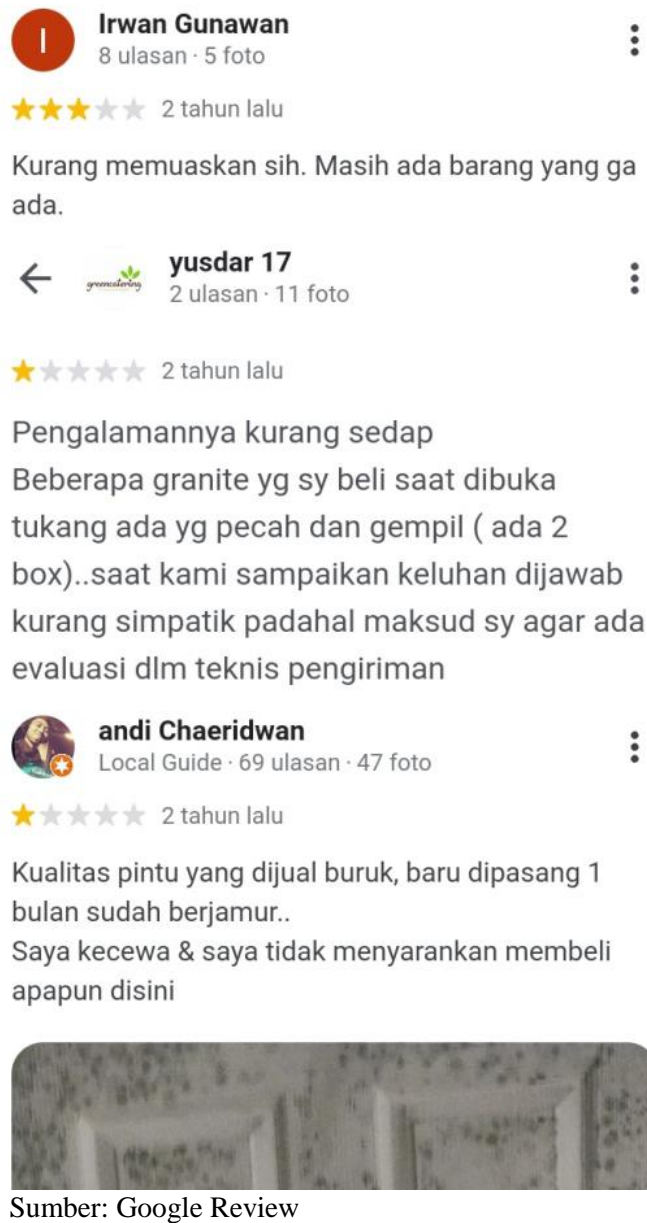 I
Irwan Gunawan
8 ulasan · 5 foto
2 tahun lalu
Kurang memuaskan sih. Masih ada barang yang ga
ada.
greencatering
yusdar 17
2 ulasan · 11 foto
2 tahun lalu
Pengalamannya kurang sedap
Beberapa granite yg sy beli saat dibuka
tukang ada yg pecah dan gempil ( ada 2
box)..saat kami sampaikan keluhan dijawab
kurang simpatik padahal maksud sy agar ada
evaluasi dlm teknis pengiriman
andi Chaeridwan
Local Guide · 69 ulasan · 47 foto
2 tahun lalu
Kualitas pintu yang dijual buruk, baru dipasang 1
bulan sudah berjamur..
Saya kecewa & saya tidak menyarankan membeli
apapun disini
Sumber: Google Review